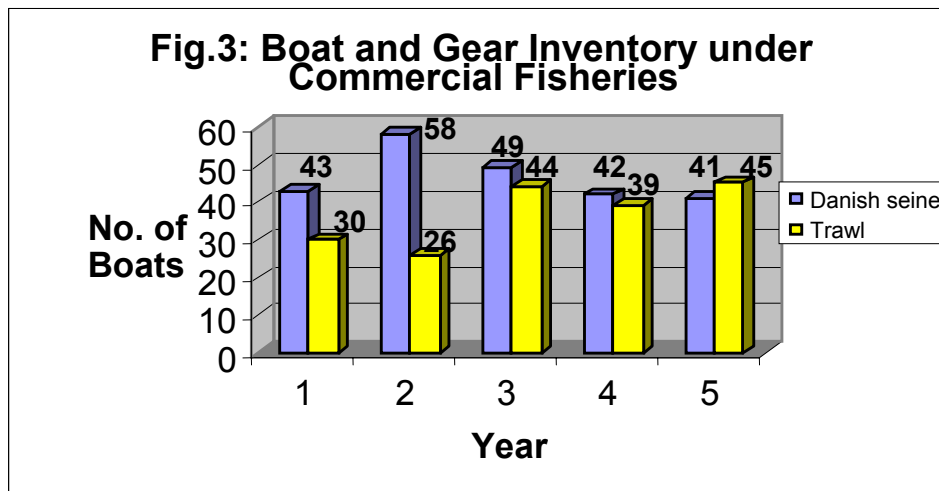 Fig.3: Boat and Gear Inventory under
Commercial Fisheries
No. of
Boats
60
50
40
30
20
10
0
43
30
58
26
49
44
42
39
41
45
1 2 3 4 5
Year
Danish seine
Trawl